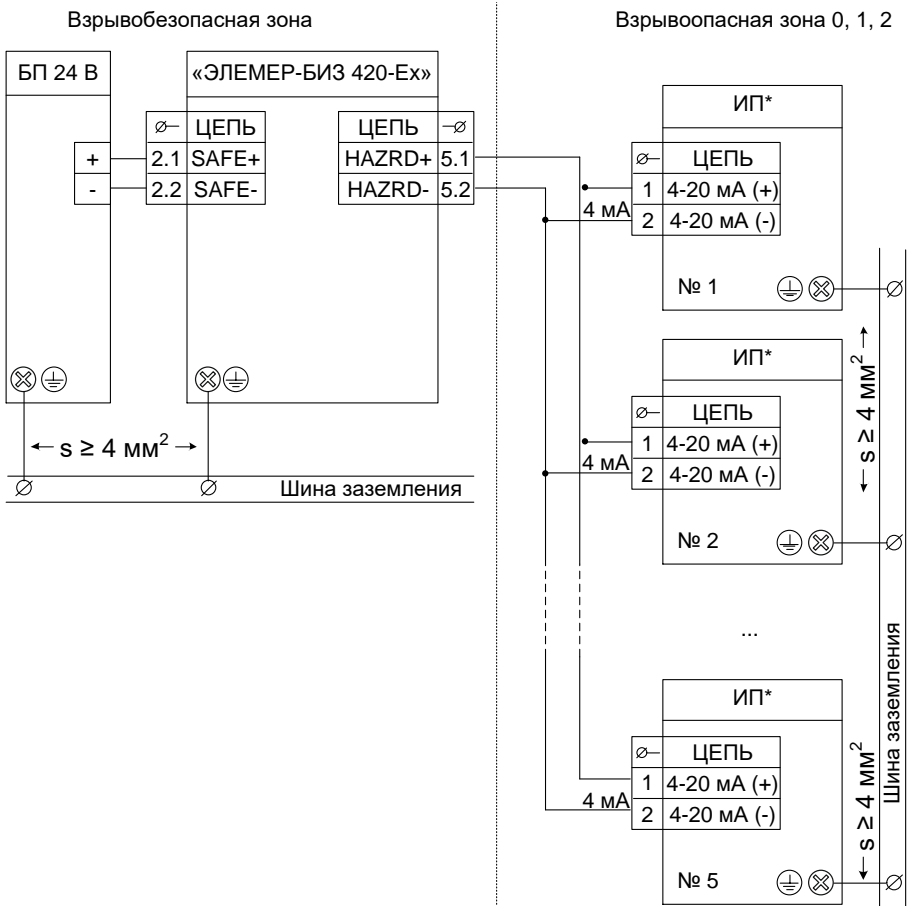 Взрывобезопасная зона
Взрывоопасная зона 0, 1, 2
БП 24 В
+
-
«ЭЛЕМЕР-БИЗ 420-Ex»
ЦЕПЬ
2.1 SAFE+
2.2 SAFE-
ЦЕПЬ
HAZRD+ 5.1
HAZRD- 5.2
s ≥ 4 мм²
Шина заземления
ИП*
ЦЕПЬ
1 4-20 мА (+)
4 мА 2 4-20 мА (-)
№ 1
s ≥ 4 мм²
ИП*
ЦЕПЬ
1 4-20 мА (+)
4 мА 2 4-20 мА (-)
№ 2
...
Шина заземления
ИП*
ЦЕПЬ
1 4-20 мА (+)
4 мА 2 4-20 мА (-)
№ 5
s ≥ 4 мм²